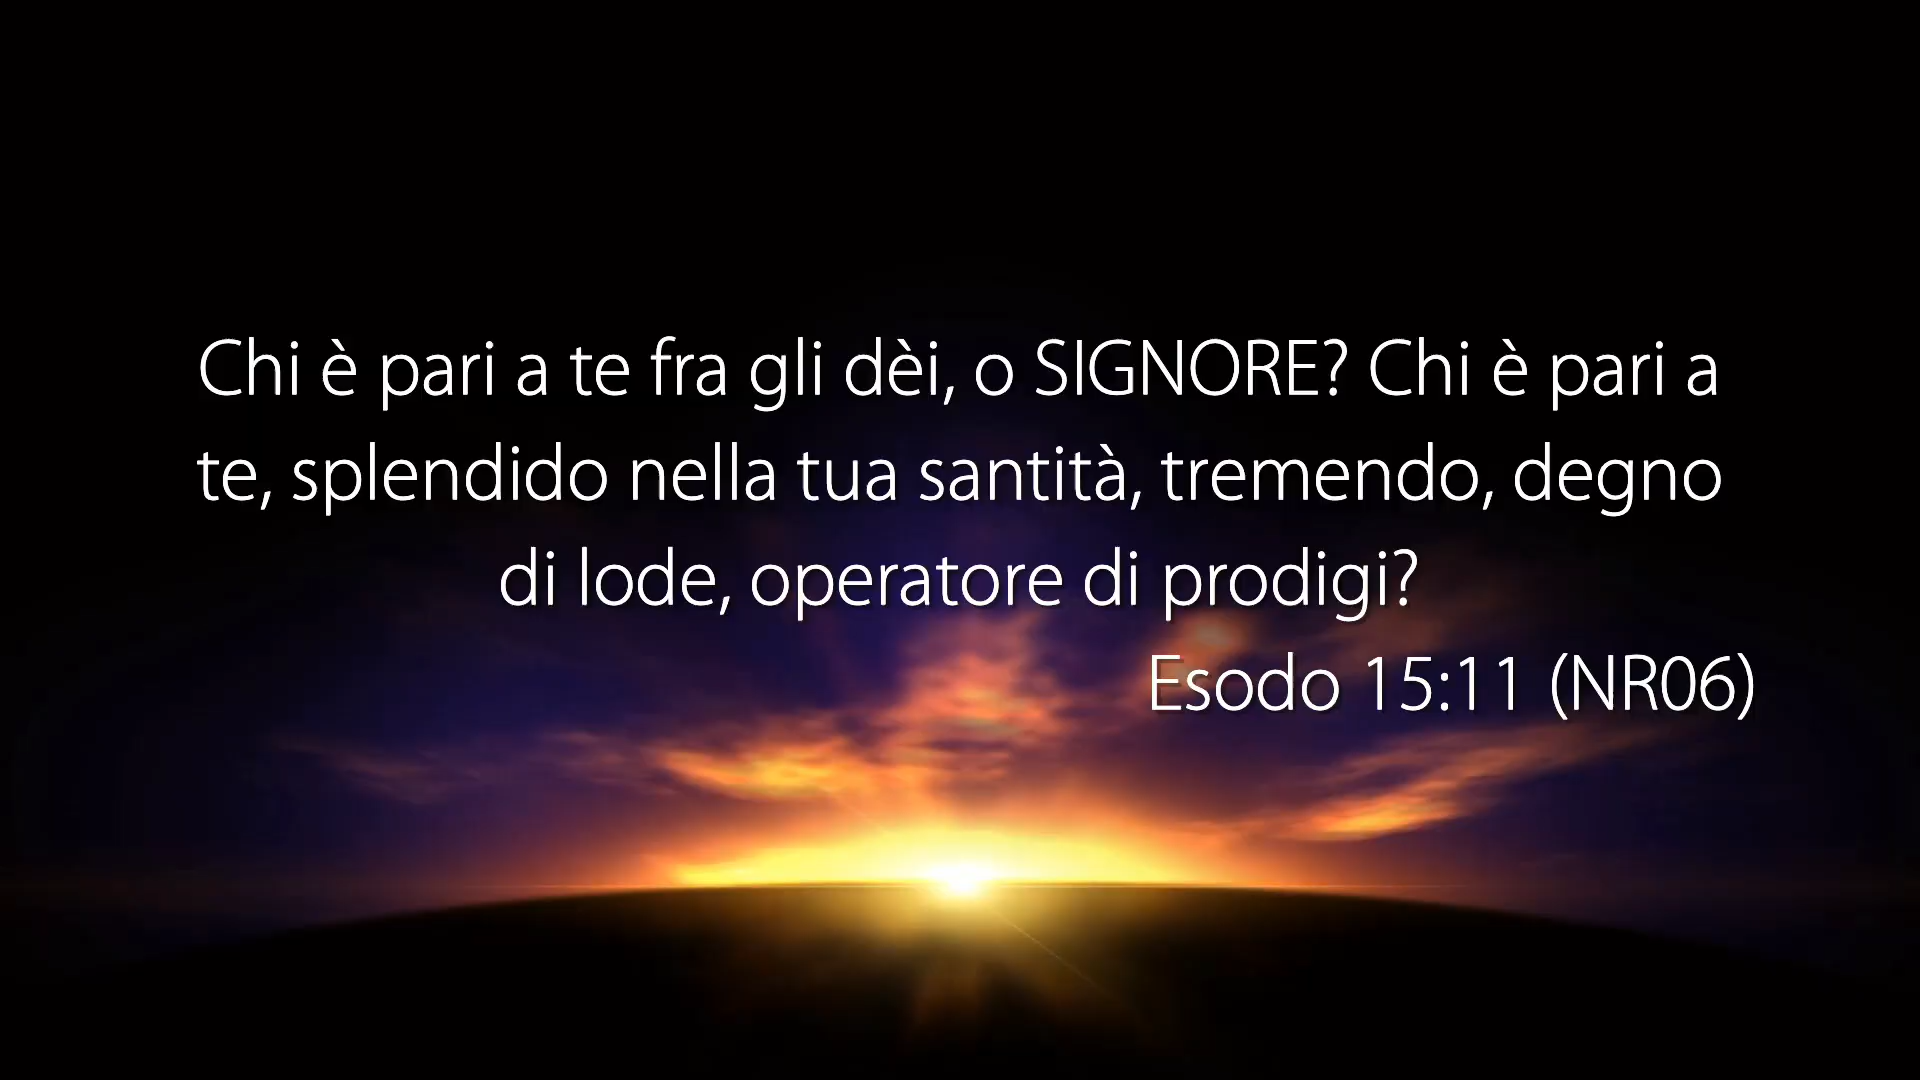 Chi è pari a te fra gli dèi, o SIGNORE? Chi è pari a
te, splendido nella tua santità, tremendo, degno
di lode, operatore di prodigi?
Esodo 15:11 (NR06)